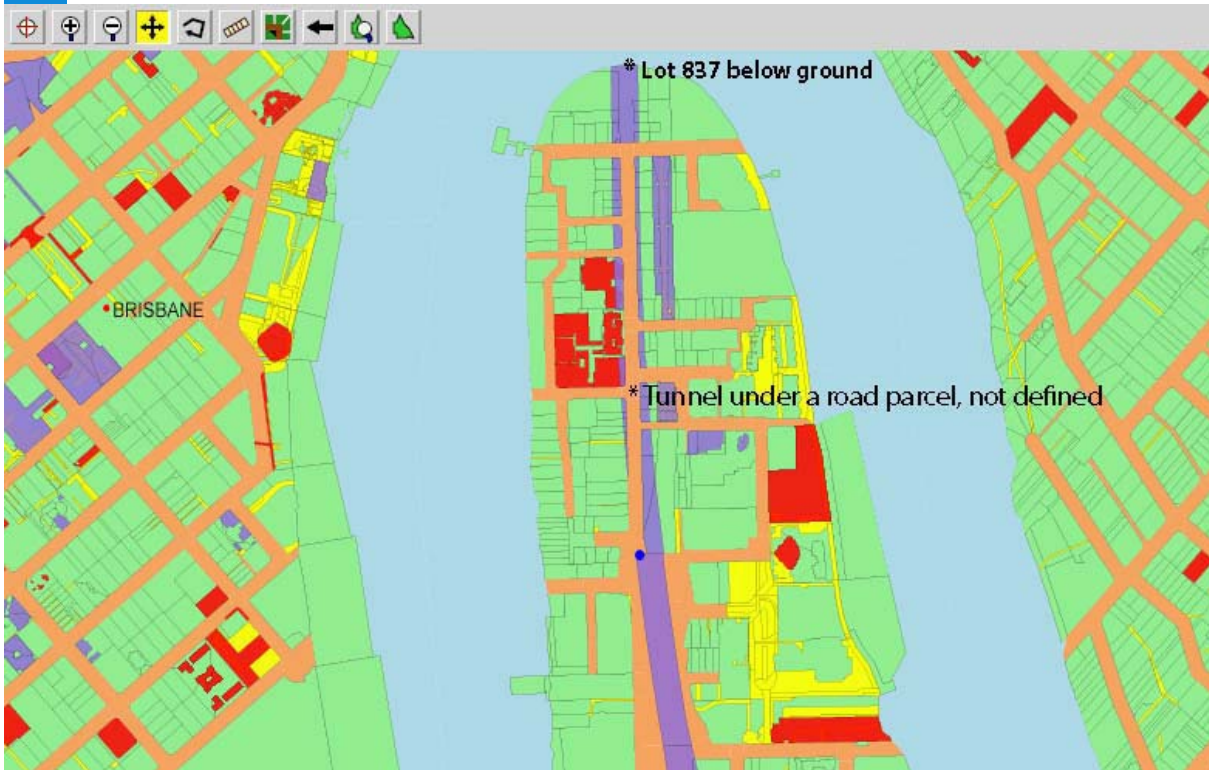 * Lot 837 below ground
BRISBANE
* Tunnel under a road parcel, not defined